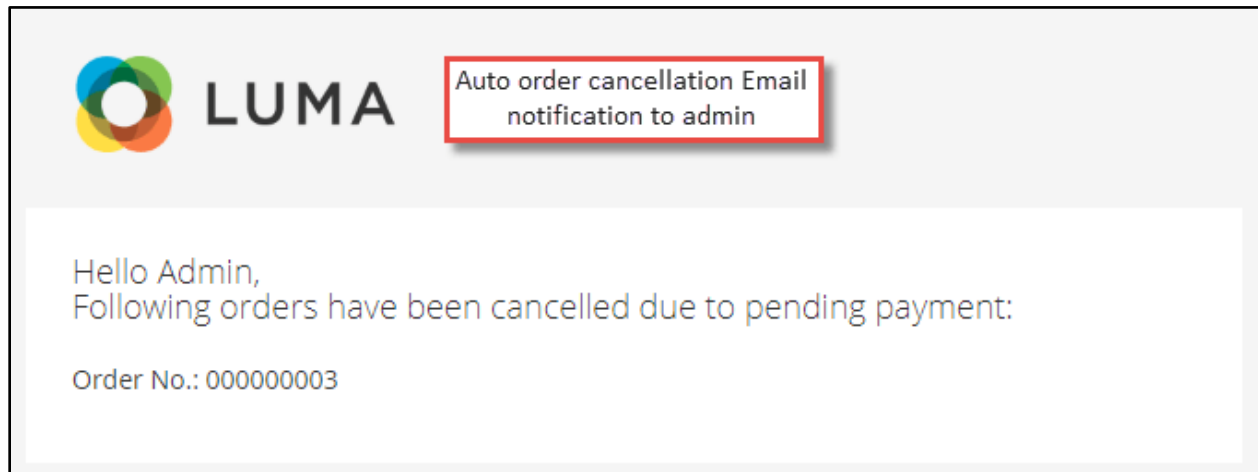 LUMA
Auto order cancellation Email
notification to admin
Hello Admin,
Following orders have been cancelled due to pending payment:
Order No.: 000000003